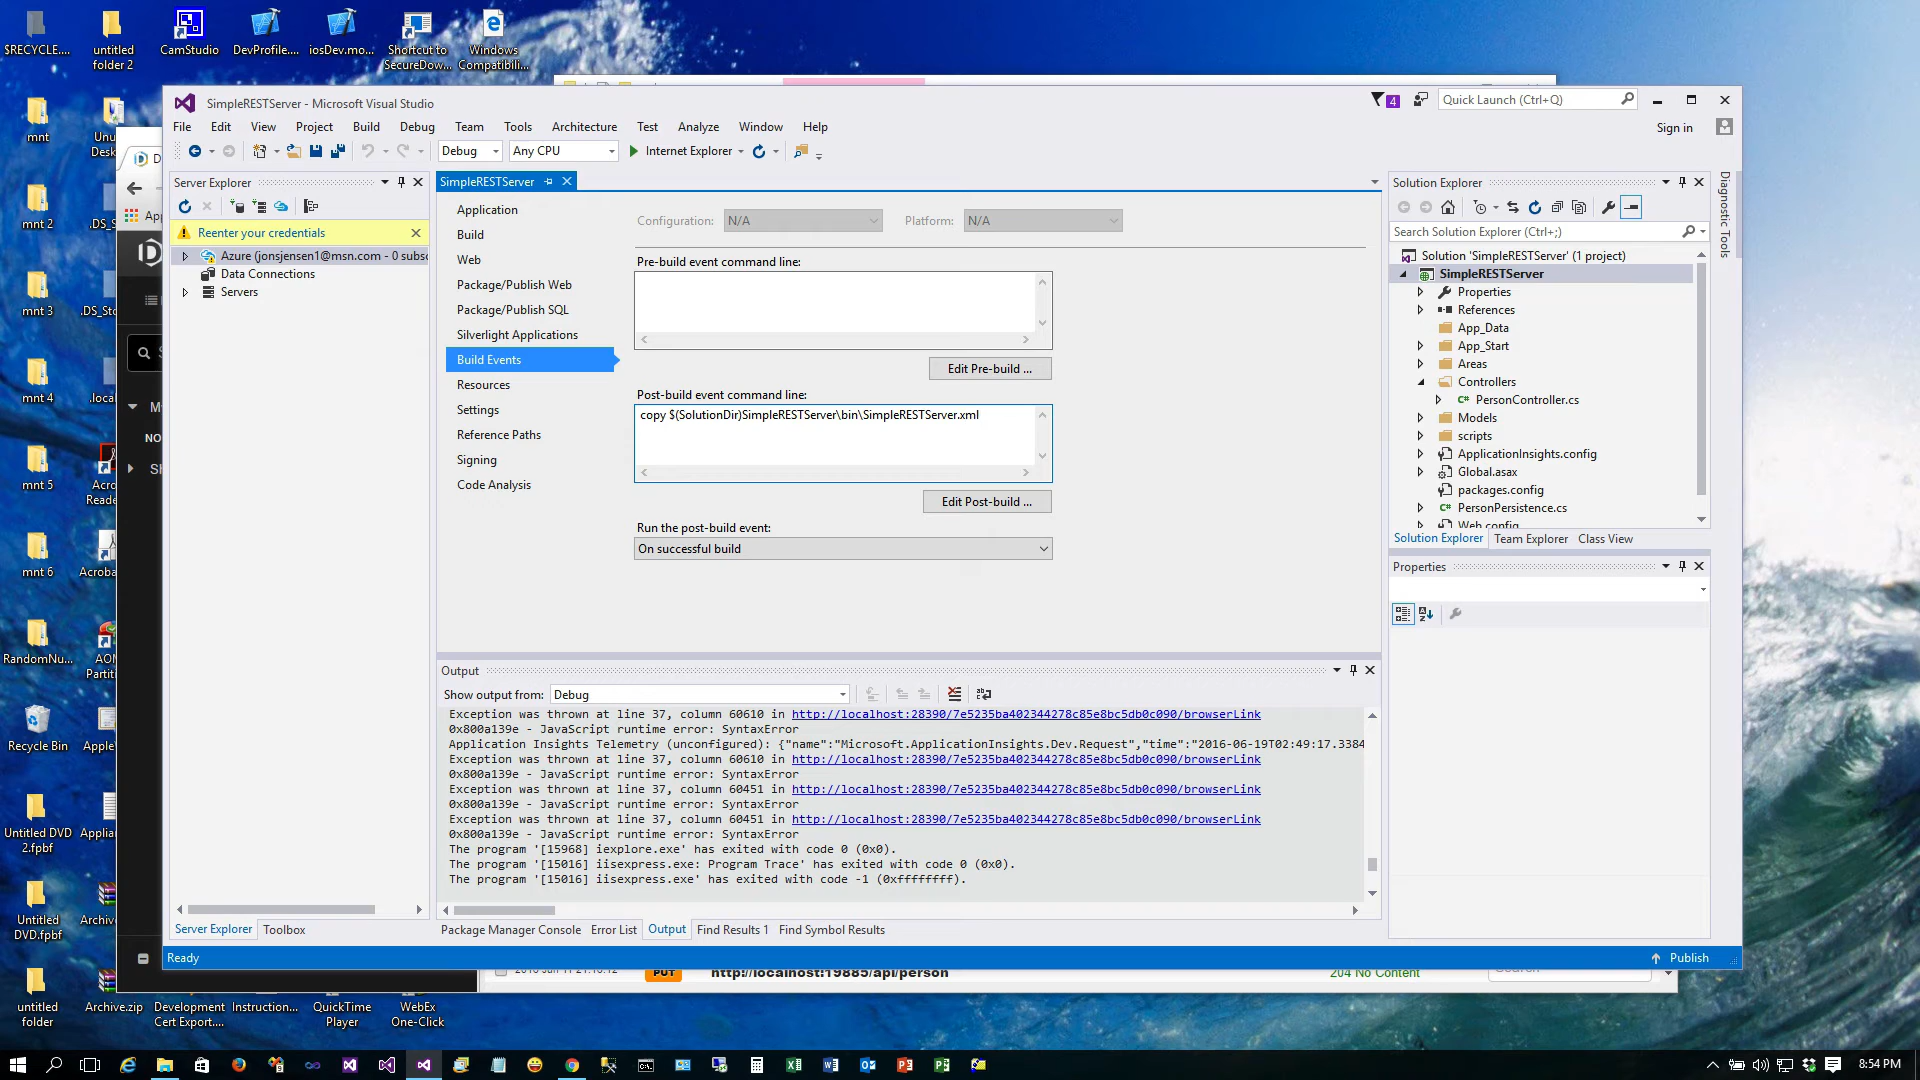 $RECYCLE....
untitled
folder 2
CamStudio
DevProfile....
iosDev.mo...
Shortcut to
SecureDow...
Windows
Compatibili...
mnt
mnt 2
mnt 3
mnt 4
mnt 5
mnt 6
RandomNu...
Recycle Bin
Untitled DVD
2.fpbf
Untitled
DVD.fpbf
untitled
folder
Archive.zip
Development
Cert Export....
Instruction...
QuickTime
Player
WebEx
One-Click
SimpleRESTServer - Microsoft Visual Studio
4
Quick Launch (Ctrl+Q)
File Edit View Project Build Debug Team Tools Architecture Test Analyze Window Help
Sign in
Debug Any CPU Internet Explorer
Server Explorer
Reenter your credentials
Azure (jonsjensen1@msn.com - 0 subsc
Data Connections
Servers
Server Explorer Toolbox
SimpleRESTServer
Application
Build
Web
Package/Publish Web
Package/Publish SQL
Silverlight Applications
Build Events
Resources
Settings
Reference Paths
Signing
Code Analysis
Configuration: N/A Platform: N/A
Pre-build event command line:
Edit Pre-build ...
Post-build event command line:
copy $(SolutionDir)SimpleRESTServer\bin\SimpleRESTServer.xml
Edit Post-build ...
Run the post-build event:
On successful build
Output
Show output from: Debug
Exception was thrown at line 37, column 60610 in http://localhost:28390/7e5235ba402344278c85e8bc5db0c090/browserLink
0x800a139e - JavaScript runtime error: SyntaxError
Application Insights Telemetry (unconfigured): {"name":"Microsoft.ApplicationInsights.Dev.Request","time":"2016-06-19T02:49:17.3384
Exception was thrown at line 37, column 60610 in http://localhost:28390/7e5235ba402344278c85e8bc5db0c090/browserLink
0x800a139e - JavaScript runtime error: SyntaxError
Exception was thrown at line 37, column 60451 in http://localhost:28390/7e5235ba402344278c85e8bc5db0c090/browserLink
0x800a139e - JavaScript runtime error: SyntaxError
Exception was thrown at line 37, column 60451 in http://localhost:28390/7e5235ba402344278c85e8bc5db0c090/browserLink
0x800a139e - JavaScript runtime error: SyntaxError
The program '[15968] iexplore.exe' has exited with code 0 (0x0).
The program '[15016] iisexpress.exe: Program Trace' has exited with code 0 (0x0).
The program '[15016] iisexpress.exe' has exited with code -1 (0xffffffff).
Package Manager Console Error List Output Find Results 1 Find Symbol Results
Solution Explorer
Search Solution Explorer (Ctrl+;)
Solution 'SimpleRESTServer' (1 project)
SimpleRESTServer
Properties
References
App_Data
App_Start
Areas
Controllers
PersonController.cs
Models
scripts
ApplicationInsights.config
Global.asax
packages.config
PersonPersistence.cs
Web.config
Solution Explorer Team Explorer Class View
Properties
Diagnostic Tools
Ready
Publish
PUT http://localhost:19885/api/person 204 No Content
8:54 PM